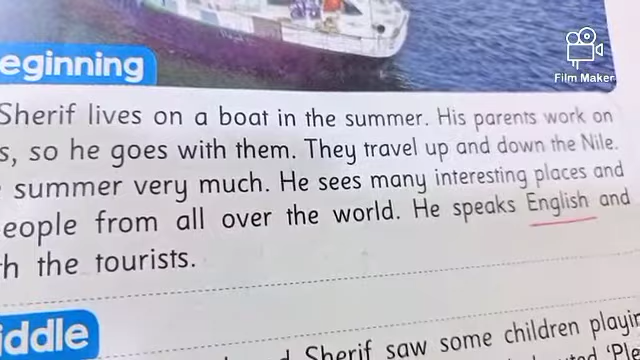 Film Maker
eginning
Sherif lives on a boat in the summer. His parents work on
s, so he goes with them. They travel up and down the Nile.
summer very much. He sees many interesting places and
eople from all over the world. He speaks English and
h the tourists.
iddle
Sherif saw some children playin